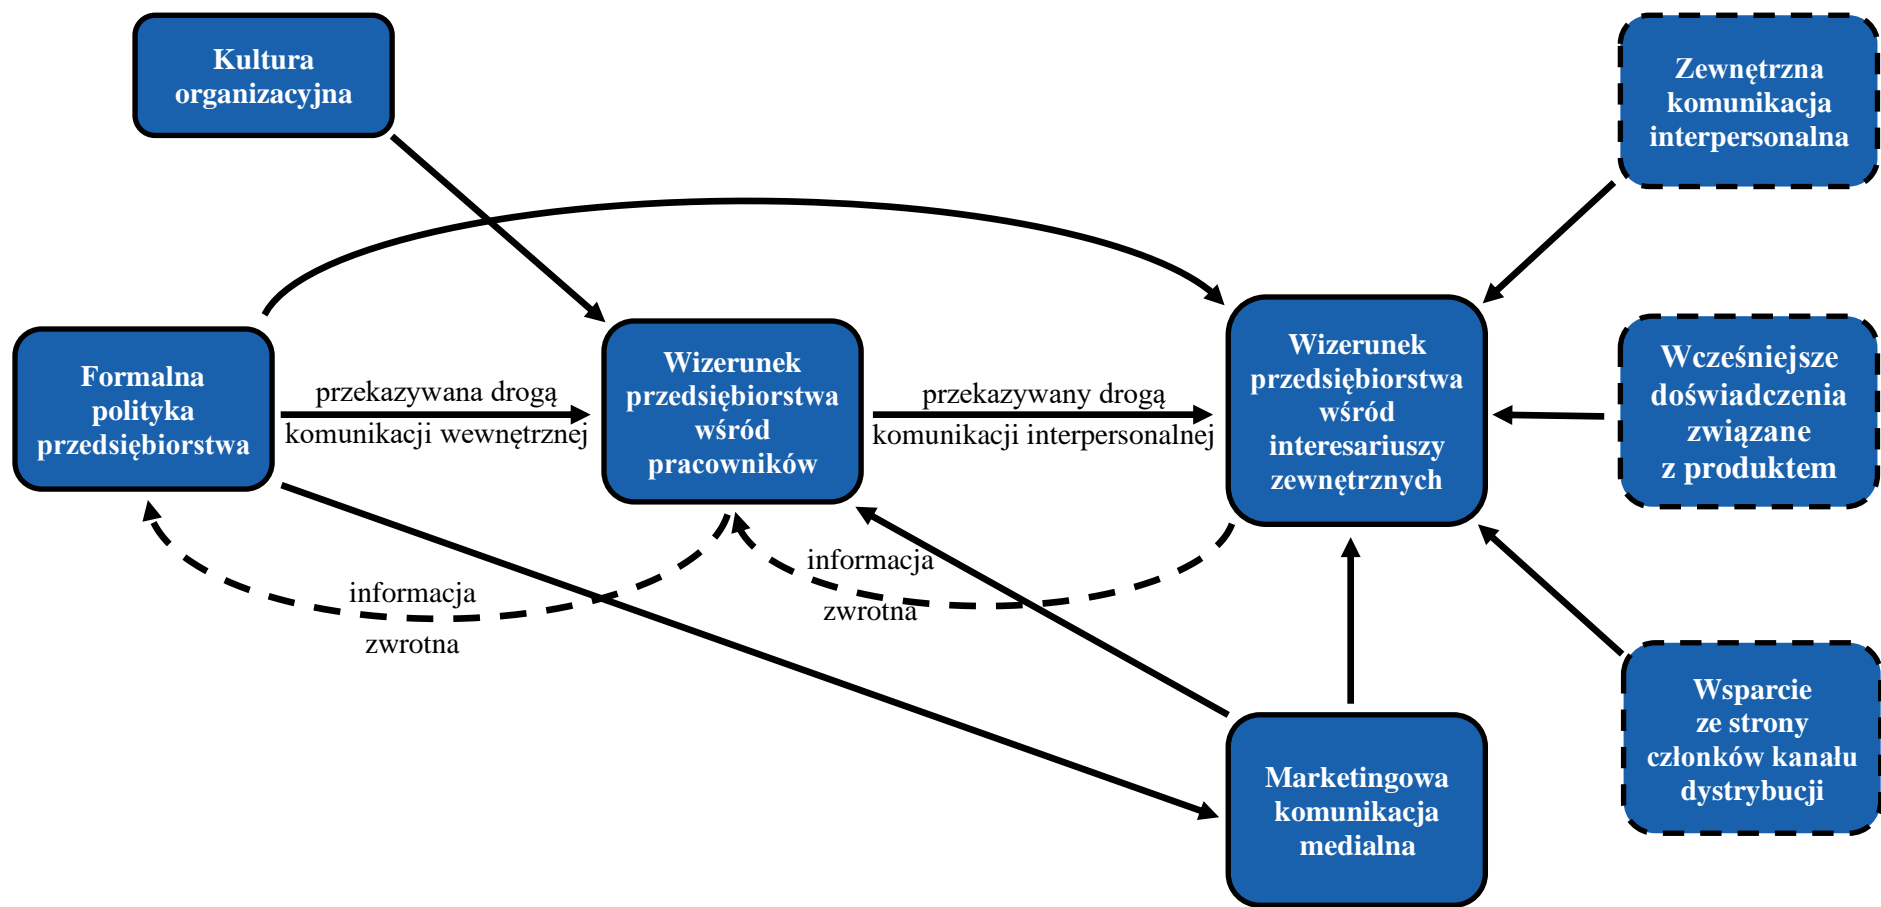 Kultura
organizacyjna
Zewnętrzna
komunikacja
interpersonalna
Formalna
polityka
przedsiębiorstwa
przekazywana drogą
komunikacji wewnętrznej
Wizerunek
przedsiębiorstwa
wśród
pracowników
przekazywany drogą
komunikacji interpersonalnej
Wizerunek
przedsiębiorstwa
wśród
interesariuszy
zewnętrznych
Wcześniejsze
doświadczenia
związane
z produktem
informacja
zwrotna
informacja
zwrotna
Marketingowa
komunikacja
medialna
Wsparcie
ze strony
członków kanału
dystrybucji